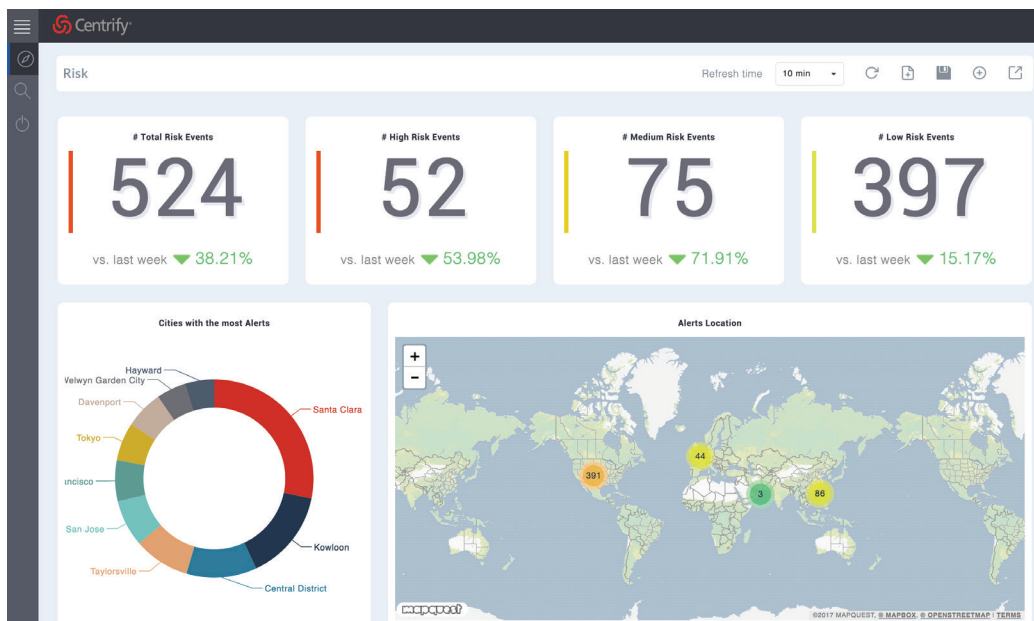 Centrify
Risk
Refresh time 10 min
# Total Risk Events
524
vs. last week 38.21%
# High Risk Events
52
vs. last week 53.98%
# Medium Risk Events
75
vs. last week 71.91%
# Low Risk Events
397
vs. last week 15.17%
Cities with the most Alerts
Hayward
Welwyn Garden City
Davenport
Tokyo
ancisco
San Jose
Taylorsville
Santa Clara
Kowloon
Central District
Alerts Location
+
−
44
391
3
86
mapquest
©2017 MAPQUEST, © MAPBOX, © OPENSTREETMAP | TERMS